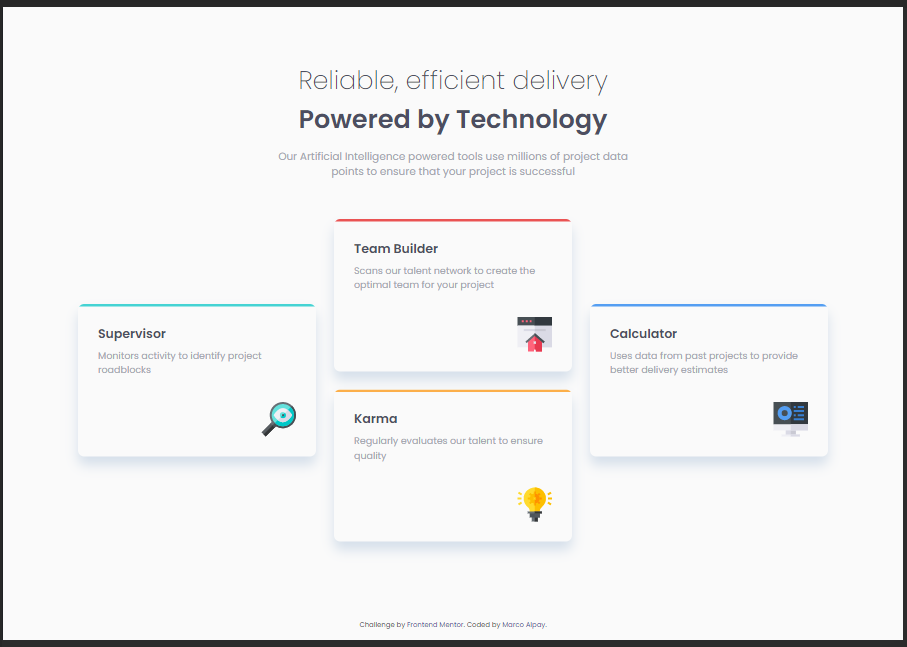 Reliable, efficient delivery
Powered by Technology
Our Artificial Intelligence powered tools use millions of project data
points to ensure that your project is successful
Supervisor
Monitors activity to identify project
roadblocks
Team Builder
Scans our talent network to create the
optimal team for your project
Karma
Regularly evaluates our talent to ensure
quality
Calculator
Uses data from past projects to provide
better delivery estimates
Challenge by Frontend Mentor. Coded by Marco Alpay.